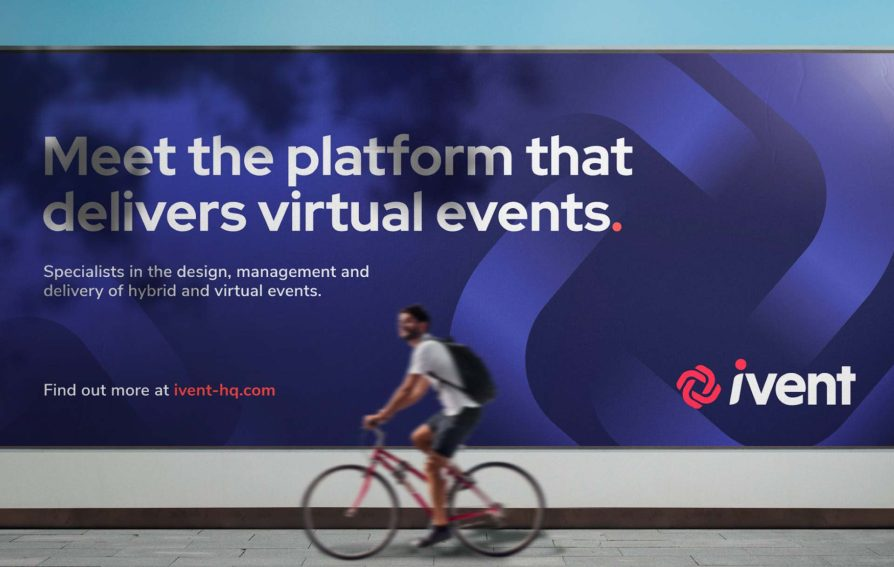 Meet the platform that
delivers virtual events.
Specialists in the design, management and
delivery of hybrid and virtual events.
Find out more at ivent-hq.com
ivent